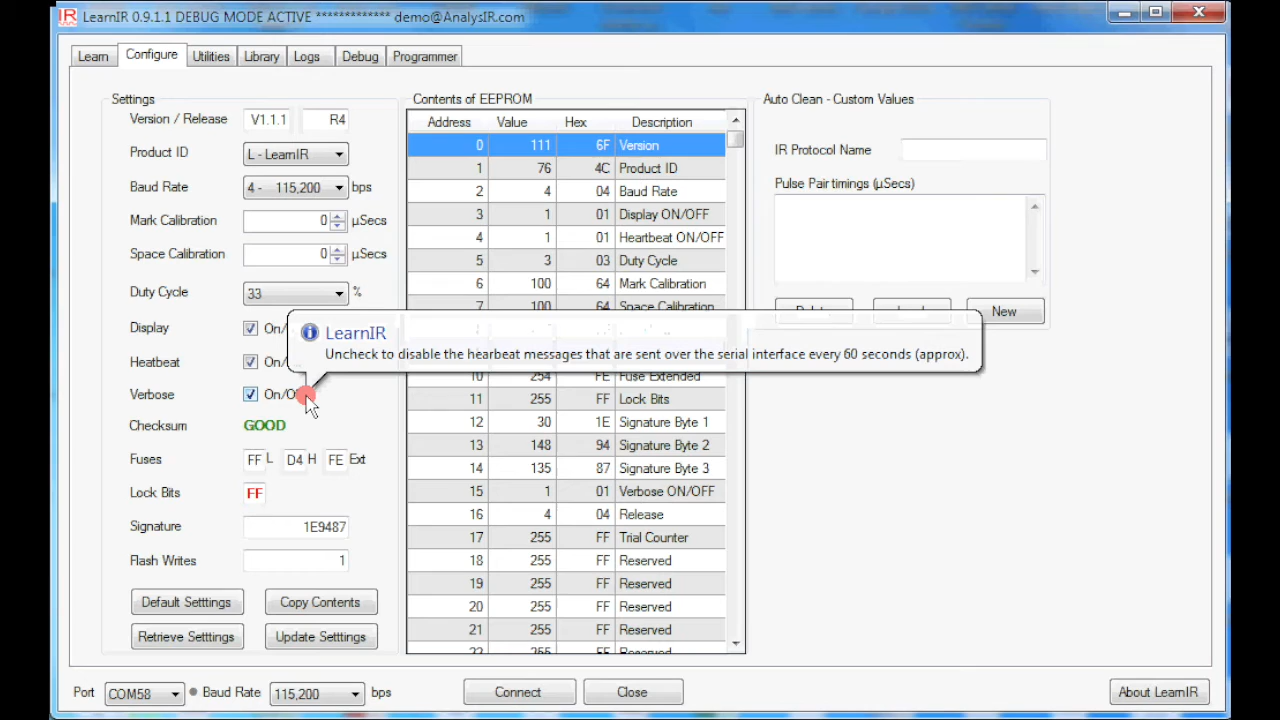 IR LearnIR 0.9.1.1 DEBUG MODE ACTIVE ************* demo@AnalysIR.com
Learn Configure Utilities Library Logs Debug Programmer
Settings
Version / Release V1.1.1 R4
Product ID L - LearnIR
Baud Rate 4 - 115,200 bps
Mark Calibration 0 µSecs
Space Calibration 0 µSecs
Duty Cycle 33 %
Display On/
Heatbeat On/
Verbose On/O
Checksum GOOD
Fuses FF L D4 H FE Ext
Lock Bits FF
Signature 1E9487
Flash Writes 1
Default Setttings Copy Contents
Retrieve Setttings Update Setttings
Contents of EEPROM
Address Value Hex Description
0 111 6F Version
1 76 4C Product ID
2 4 04 Baud Rate
3 1 01 Display ON/OFF
4 1 01 Heartbeat ON/OFF
5 3 03 Duty Cycle
6 100 64 Mark Calibration
7 100 64 Space Calibration
LearnIR
Uncheck to disable the hearbeat messages that are sent over the serial interface every 60 seconds (approx).
10 254 FE Fuse Extended
11 255 FF Lock Bits
12 30 1E Signature Byte 1
13 148 94 Signature Byte 2
14 135 87 Signature Byte 3
15 1 01 Verbose ON/OFF
16 4 04 Release
17 255 FF Trial Counter
18 255 FF Reserved
19 255 FF Reserved
20 255 FF Reserved
21 255 FF Reserved
22 255 FF Reserved
Auto Clean - Custom Values
IR Protocol Name
Pulse Pair timings (µSecs)
New
Port COM58 Baud Rate 115,200 bps Connect Close About LearnIR